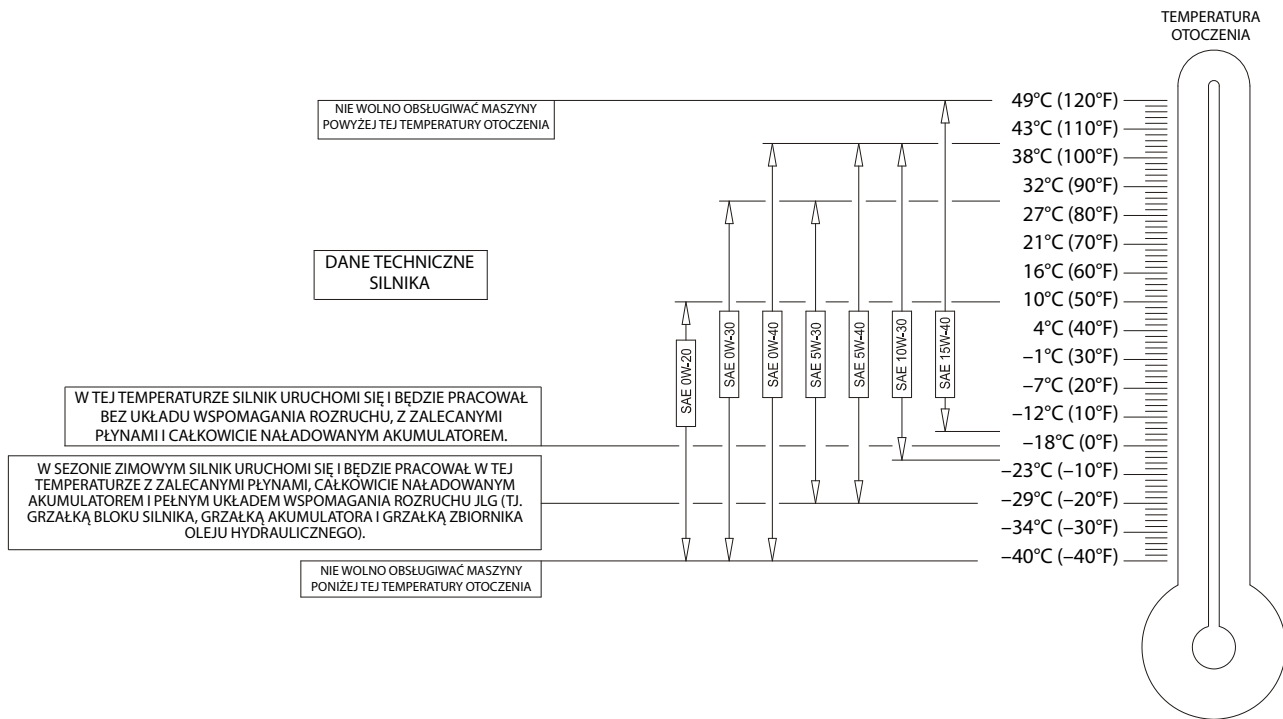 TEMPERATURA
OTOCZENIA
NIE WOLNO OBSŁUGIWAĆ MASZYNY
POWYŻEJ TEJ TEMPERATURY OTOCZENIA
49°C (120°F)
43°C (110°F)
38°C (100°F)
32°C (90°F)
27°C (80°F)
21°C (70°F)
16°C (60°F)
10°C (50°F)
4°C (40°F)
–1°C (30°F)
–7°C (20°F)
–12°C (10°F)
–18°C (0°F)
–23°C (–10°F)
–29°C (–20°F)
–34°C (–30°F)
–40°C (–40°F)
DANE TECHNICZNE
SILNIKA
SAE 0W-20
SAE 0W-30
SAE 0W-40
SAE 5W-30
SAE 5W-40
SAE 10W-30
SAE 15W-40
W TEJ TEMPERATURZE SILNIK URUCHOMI SIĘ I BĘDZIE PRACOWAŁ
BEZ UKŁADU WSPOMAGANIA ROZRUCHU, Z ZALECANYMI
PŁYNAMI I CAŁKOWICIE NAŁADOWANYM AKUMULATOREM.
W SEZONIE ZIMOWYM SILNIK URUCHOMI SIĘ I BĘDZIE PRACOWAŁ W TEJ
TEMPERATURZE Z ZALECANYMI PŁYNAMI, CAŁKOWICIE NAŁADOWANYM
AKUMULATOREM I PEŁNYM UKŁADEM WSPOMAGANIA ROZRUCHU JLG (TJ.
GRZAŁKĄ BLOKU SILNIKA, GRZAŁKĄ AKUMULATORA I GRZAŁKĄ ZBIORNIKA
OLEJU HYDRAULICZNEGO).
NIE WOLNO OBSŁUGIWAĆ MASZYNY
PONIŻEJ TEJ TEMPERATURY OTOCZENIA